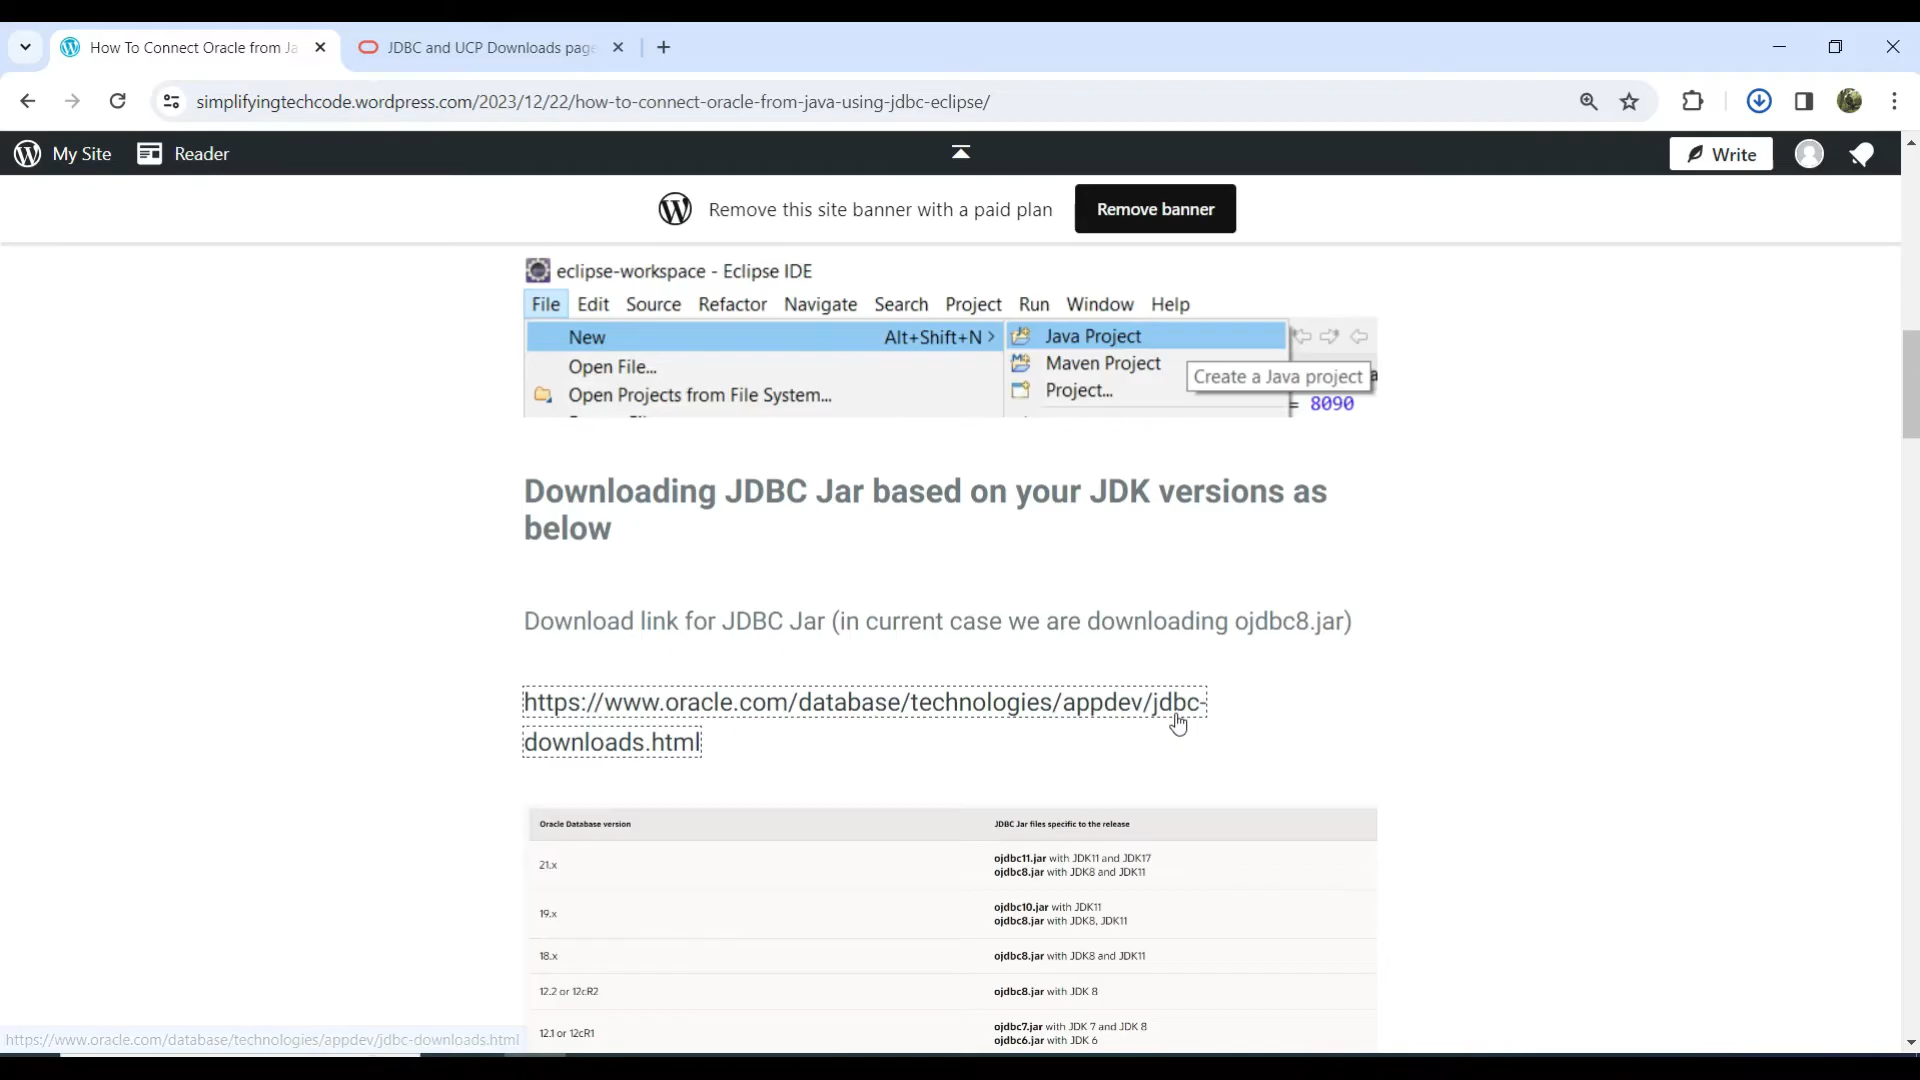 How To Connect Oracle from Ja
JDBC and UCP Downloads page
simplifyingtechcode.wordpress.com/2023/12/22/how-to-connect-oracle-from-java-using-jdbc-eclipse/
My Site
Reader
Write
Remove this site banner with a paid plan
Remove banner
eclipse-workspace - Eclipse IDE
File Edit Source Refactor Navigate Search Project Run Window Help
New Alt+Shift+N >
Java Project
Open File...
Maven Project
Create a Java project
Open Projects from File System...
Project...
= 8090
Downloading JDBC Jar based on your JDK versions as
below
Download link for JDBC Jar (in current case we are downloading ojdbc8.jar)
https://www.oracle.com/database/technologies/appdev/jdbc-
downloads.html
Oracle Database version
JDBC Jar files specific to the release
21.x
ojdbc11.jar with JDK11 and JDK17
ojdbc8.jar with JDK8 and JDK11
19.x
ojdbc10.jar with JDK11
ojdbc8.jar with JDK8, JDK11
18.x
ojdbc8.jar with JDK8 and JDK11
12.2 or 12cR2
ojdbc8.jar with JDK 8
12.1 or 12cR1
ojdbc7.jar with JDK 7 and JDK 8
ojdbc6.jar with JDK 6
https://www.oracle.com/database/technologies/appdev/jdbc-downloads.html